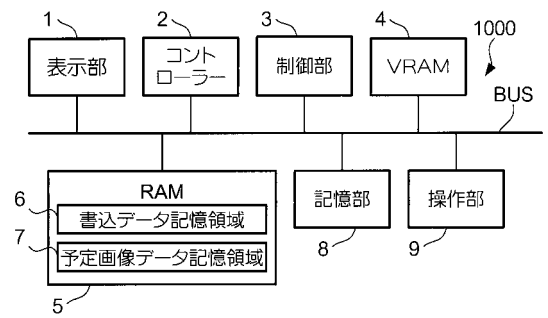 1
2
3
4
1000
表示部
コント
ローラー
制御部
VRAM
BUS
RAM
6
書込データ記憶領域
7
予定画像データ記憶領域
5
記憶部
8
操作部
9